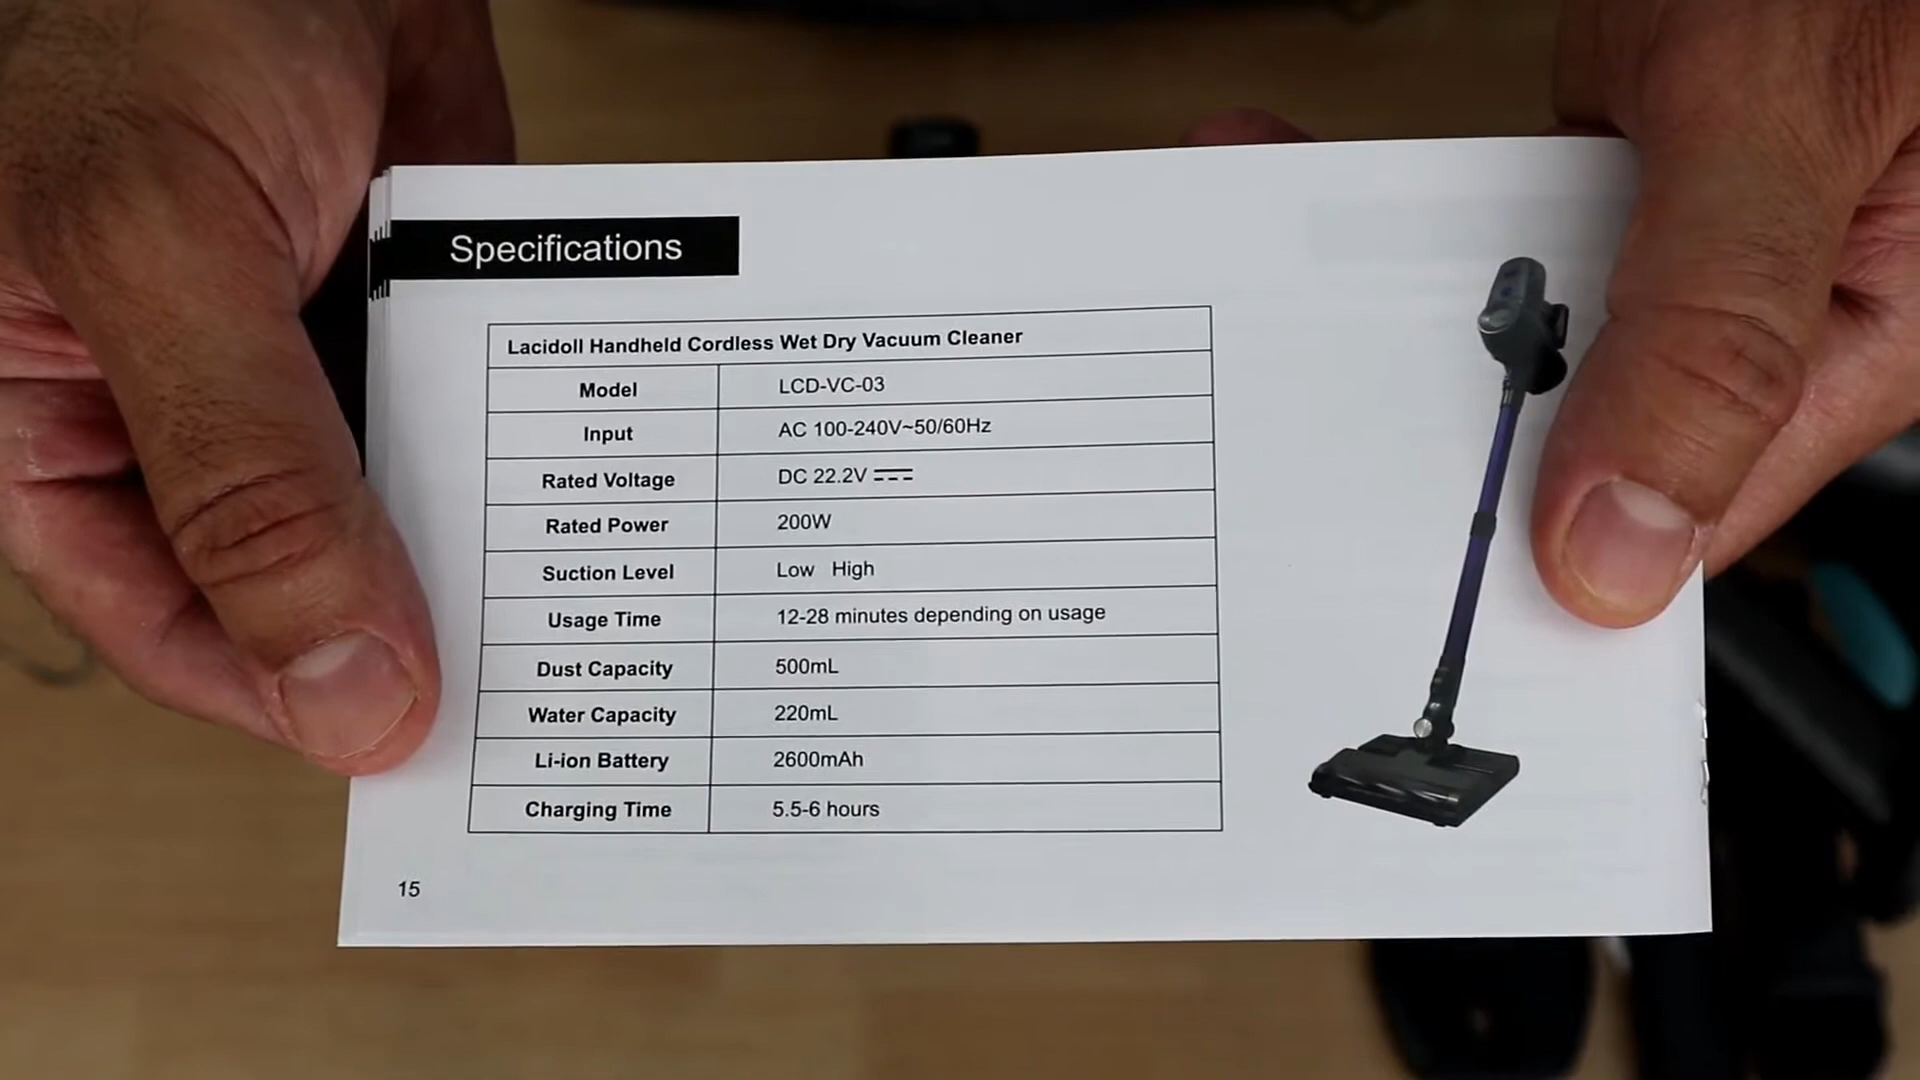 Specifications
Lacidoll Handheld Cordless Wet Dry Vacuum Cleaner
Model LCD-VC-03
Input AC 100-240V~50/60Hz
Rated Voltage DC 22.2V ⎓
Rated Power 200W
Suction Level Low High
Usage Time 12-28 minutes depending on usage
Dust Capacity 500mL
Water Capacity 220mL
Li-ion Battery 2600mAh
Charging Time 5.5-6 hours
15